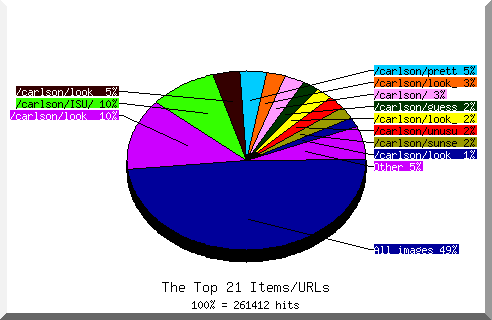 /carlson/prett 5%
/carlson/look_ 3%
/carlson/ 3%
/carlson/guess 2%
/carlson/look_ 2%
/carlson/unusu 2%
/carlson/sunse 2%
/carlson/look_ 1%
Other 5%
All images 49%
/carlson/look_ 5%
/carlson/ISU/ 10%
/carlson/look_ 10%
The Top 21 Items/URLs
100% = 261412 hits